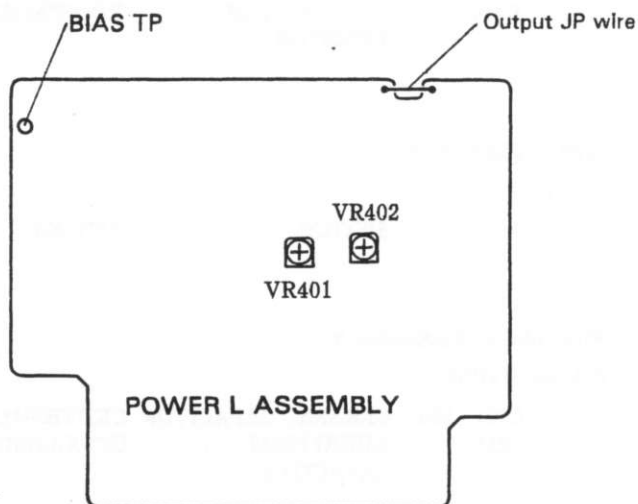 BIAS TP
Output JP wire
VR402
VR401
POWER L ASSEMBLY